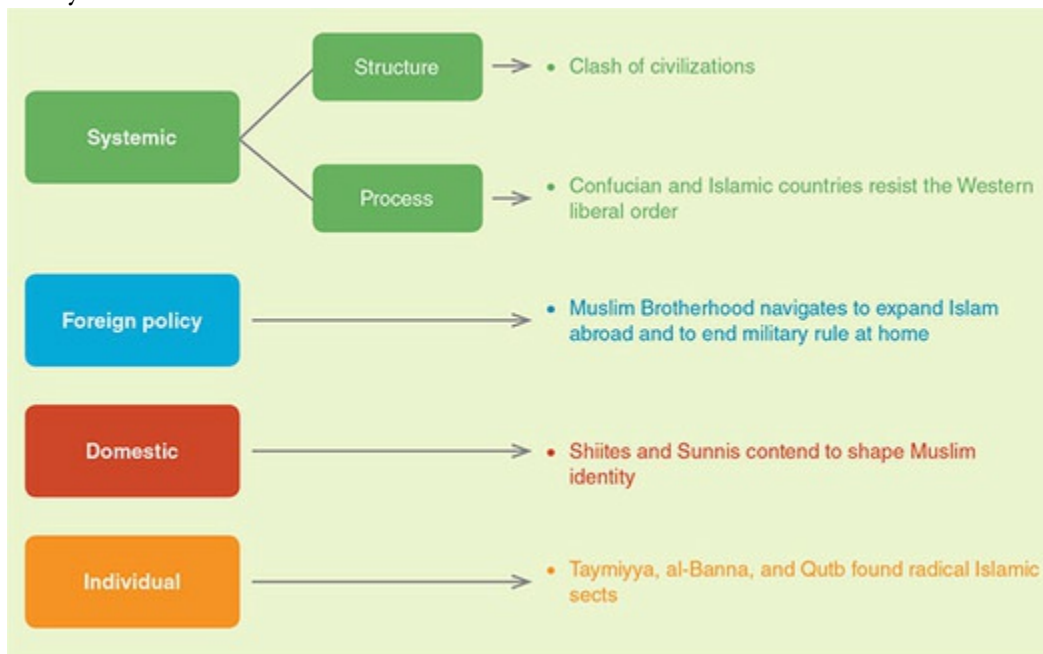 Systemic
Structure
• Clash of civilizations
Process
• Confucian and Islamic countries resist the Western
liberal order
Foreign policy
• Muslim Brotherhood navigates to expand Islam
abroad and to end military rule at home
Domestic
• Shiites and Sunnis contend to shape Muslim
identity
Individual
• Taymiyya, al-Banna, and Qutb found radical Islamic
sects